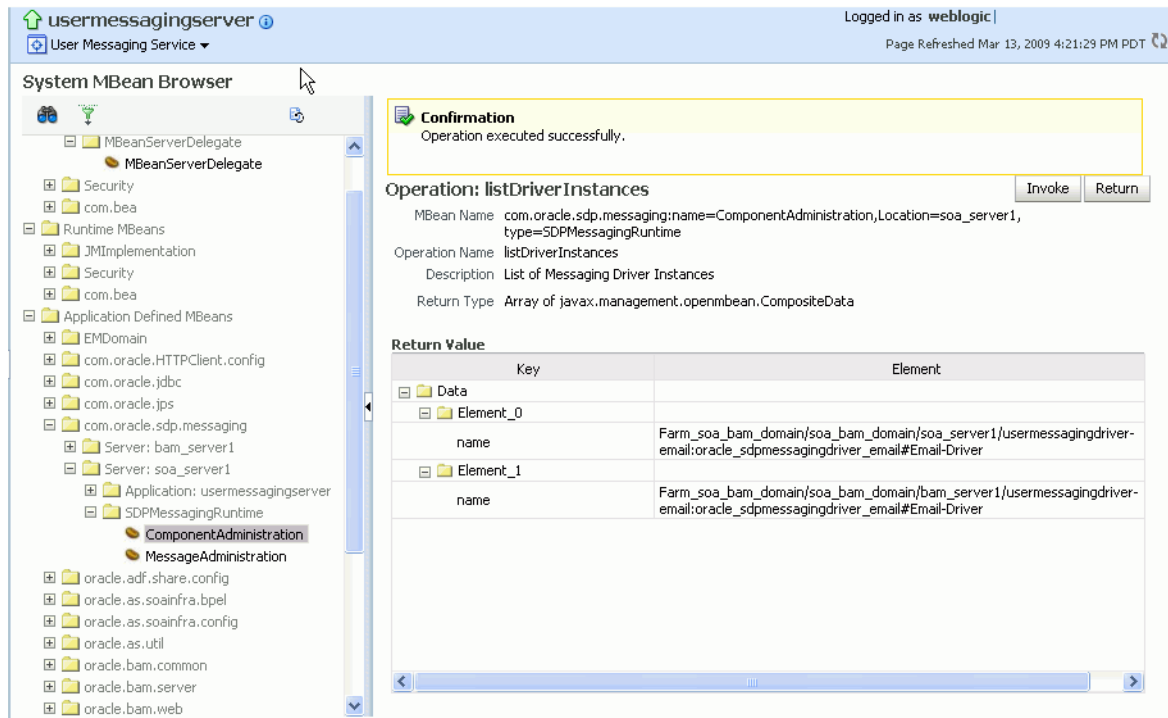 usermessagingserver
Logged in as weblogic|
User Messaging Service
Page Refreshed Mar 13, 2009 4:21:29 PM PDT
System MBean Browser
MBeanServerDelegate
MBeanServerDelegate
Security
com.bea
Runtime MBeans
JMImplementation
Security
com.bea
Application Defined MBeans
EMDomain
com.oracle.HTTPClient.config
com.oracle.jdbc
com.oracle.jps
com.oracle.sdp.messaging
Server: bam_server1
Server: soa_server1
Application: usermessagingserver
SDPMessagingRuntime
ComponentAdministration
MessageAdministration
oracle.adf.share.config
oracle.as.soainfra.bpel
oracle.as.soainfra.config
oracle.as.util
oracle.bam.common
oracle.bam.server
oracle.bam.web
Confirmation
Operation executed successfully.
Operation: listDriverInstances
Invoke Return
MBean Name com.oracle.sdp.messaging:name=ComponentAdministration,Location=soa_server1,
type=SDPMessagingRuntime
Operation Name listDriverInstances
Description List of Messaging Driver Instances
Return Type Array of javax.management.openmbean.CompositeData
Return Value
Key Element
Data
Element_0
name Farm_soa_bam_domain/soa_bam_domain/soa_server1/usermessagingdriver-
email:oracle_sdpmessagingdriver_email#Email-Driver
Element_1
name Farm_soa_bam_domain/soa_bam_domain/bam_server1/usermessagingdriver-
email:oracle_sdpmessagingdriver_email#Email-Driver